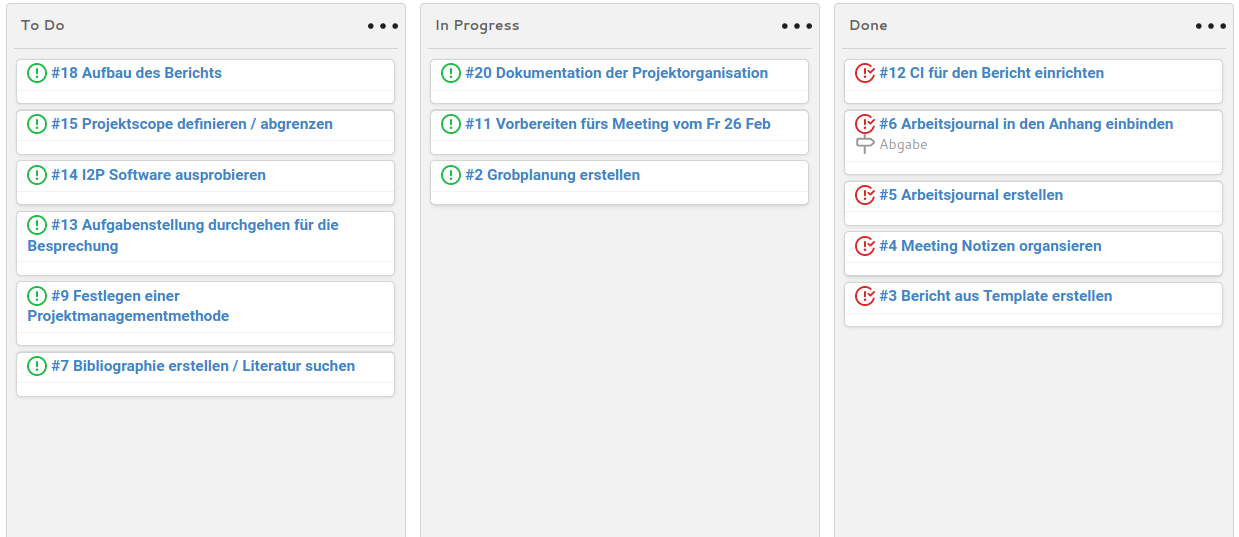 To Do
#18 Aufbau des Berichts
#15 Projektscope definieren / abgrenzen
#14 I2P Software ausprobieren
#13 Aufgabenstellung durchgehen für die
Besprechung
#9 Festlegen einer
Projektmanagementmethode
#7 Bibliographie erstellen / Literatur suchen
In Progress
#20 Dokumentation der Projektorganisation
#11 Vorbereiten fürs Meeting vom Fr 26 Feb
#2 Grobplanung erstellen
Done
#12 CI für den Bericht einrichten
#6 Arbeitsjournal in den Anhang einbinden
Abgabe
#5 Arbeitsjournal erstellen
#4 Meeting Notizen organsieren
#3 Bericht aus Template erstellen